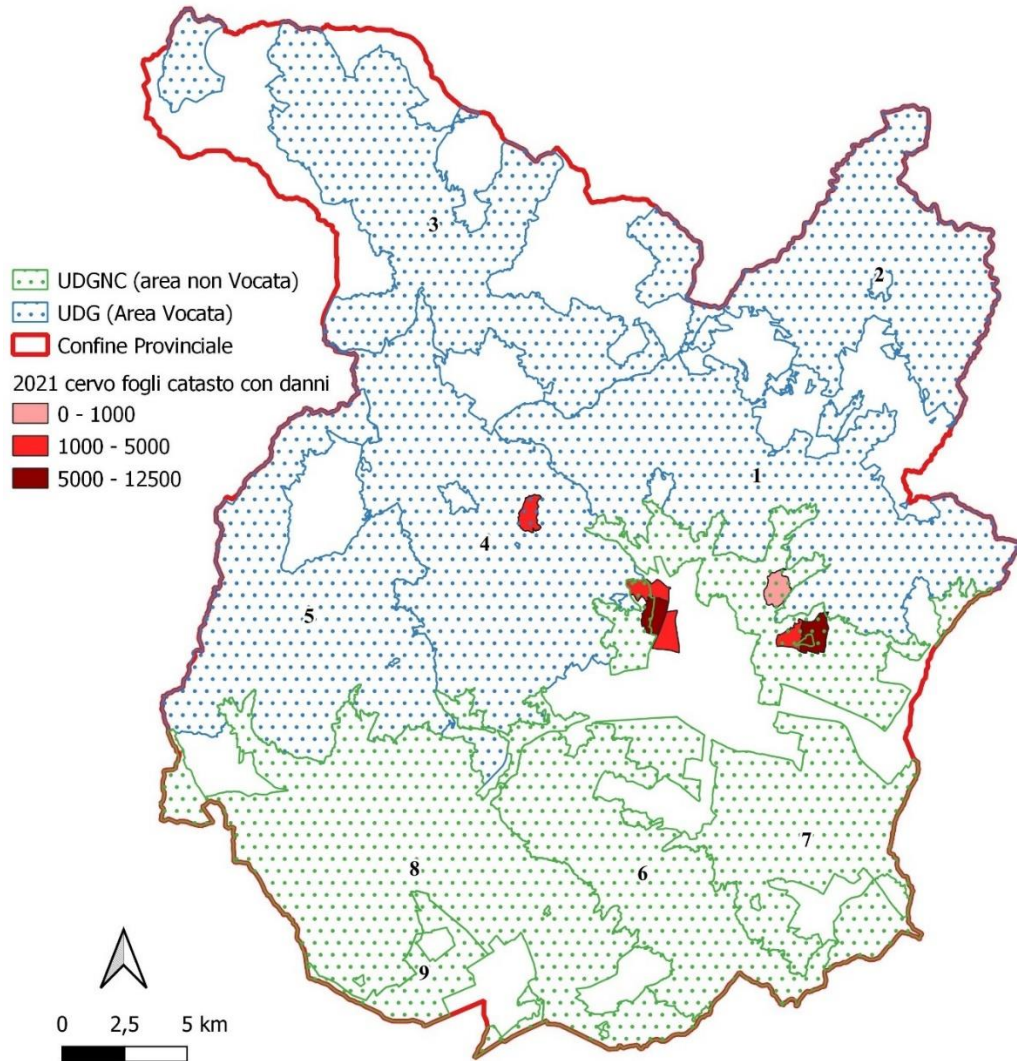 3
2
UDGNC (area non Vocata)
UDG (Area Vocata)
Confine Provinciale
2021 cervo fogli catasto con danni
0 - 1000
1000 - 5000
5000 - 12500
1
4
5
7
8
6
9
0 2,5 5 km